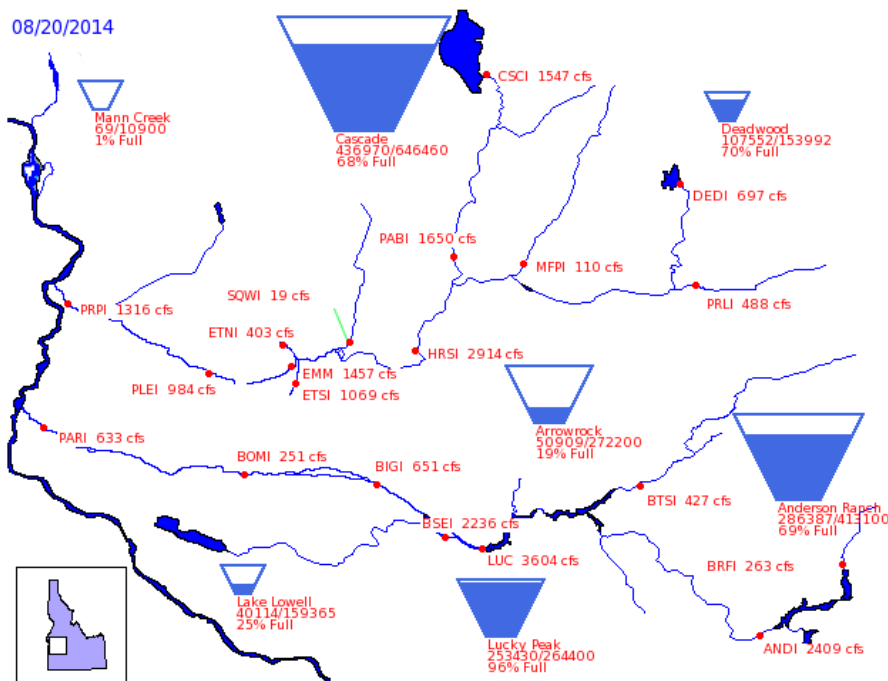 08/20/2014
CSCI 1547 cfs
Mann Creek
69/10900
1% Full
Cascade
436970/646460
68% Full
Deadwood
107552/153992
70% Full
DEDI 697 cfs
PABI 1650 cfs
MFPI 110 cfs
SQWI 19 cfs
PRPI 1316 cfs
PRLI 488 cfs
ETNI 403 cfs
HRSI 2914 cfs
EMM 1457 cfs
PLEI 984 cfs
ETSI 1069 cfs
Arrowrock
50909/272200
19% Full
PARI 633 cfs
BOMI 251 cfs
BIGI 651 cfs
BTSI 427 cfs
Anderson Ranch
286387/413100
69% Full
BSEI 2236 cfs
LUC 3604 cfs
BRFI 263 cfs
Lake Lowell
40114/159365
25% Full
Lucky Peak
253430/264400
96% Full
ANDI 2409 cfs